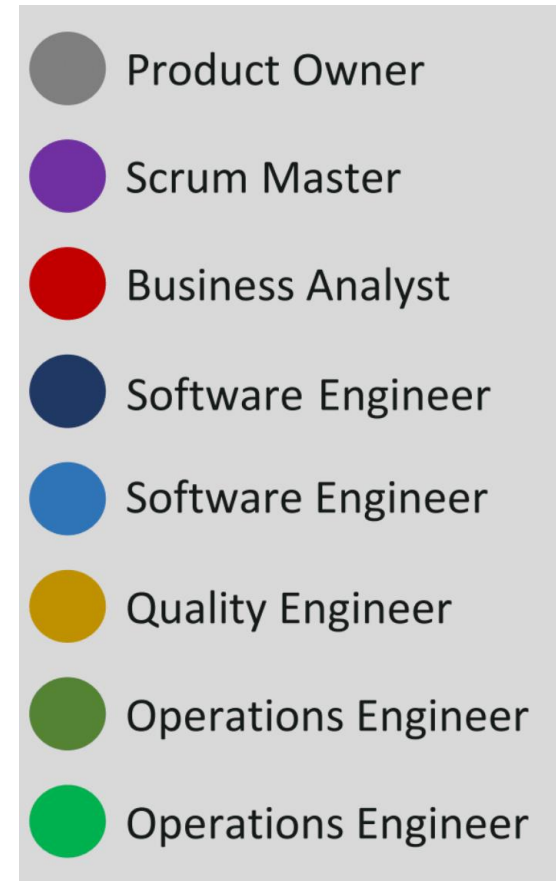 Product Owner
Scrum Master
Business Analyst
Software Engineer
Software Engineer
Quality Engineer
Operations Engineer
Operations Engineer